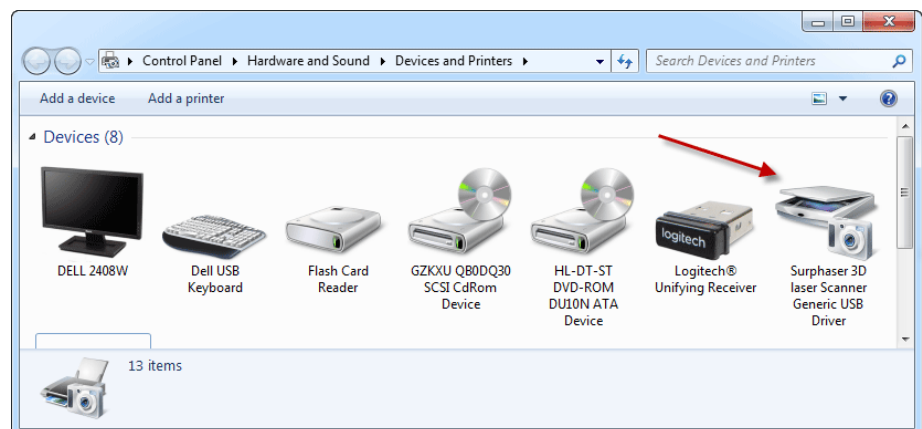 Control Panel Hardware and Sound Devices and Printers
Search Devices and Printers
Add a device Add a printer
Devices (8)
logitech
DELL 2408W
Dell USB
Keyboard
Flash Card
Reader
GZKXU QB0DQ30
SCSI CdRom
Device
HL-DT-ST
DVD-ROM
DU10N ATA
Device
Logitech®
Unifying Receiver
Surphaser 3D
laser Scanner
Generic USB
Driver
13 items